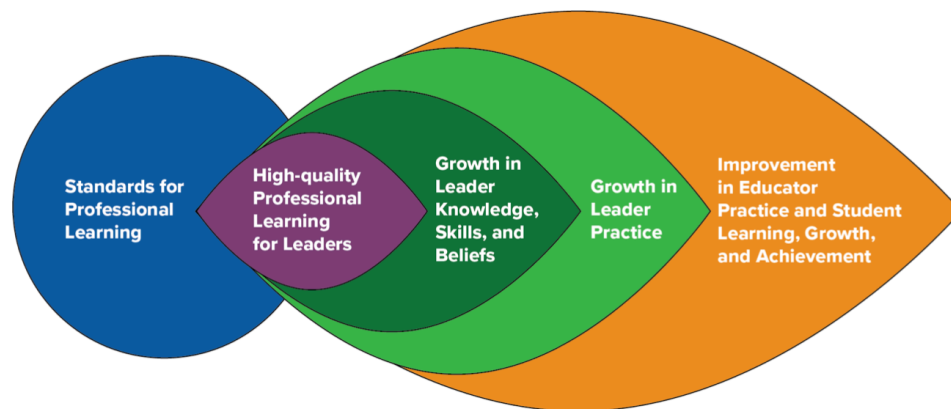 Standards for
Professional
Learning
High-quality
Professional
Learning
for Leaders
Growth in
Leader
Knowledge,
Skills, and
Beliefs
Growth in
Leader
Practice
Improvement
in Educator
Practice and Student
Learning, Growth,
and Achievement